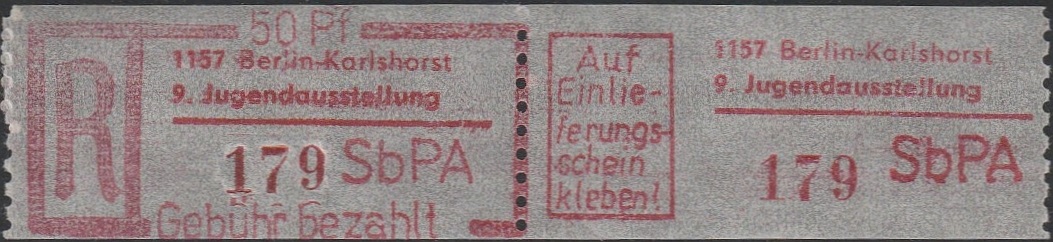 R
50 Pf
1157 Berlin-Karlshorst
9. Jugendausstellung
179 SbPA
Gebühr bezahlt
Auf
Einlie-
ferungs-
schein
kleben!
1157 Berlin-Karlshorst
9. Jugendausstellung
179 SbPA